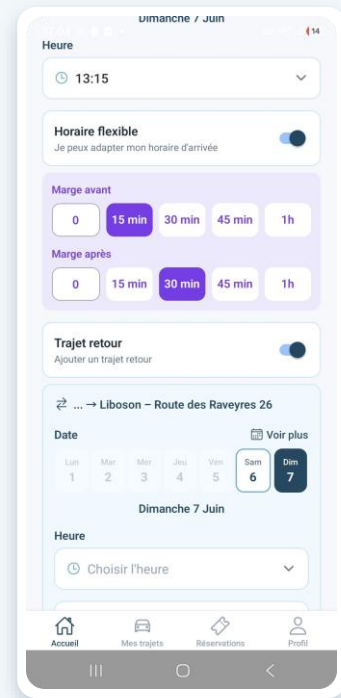 Dimanche 7 Juin
14
Heure
13:15
Horaire flexible
Je peux adapter mon horaire d'arrivée
Marge avant
0 15 min 30 min 45 min 1h
Marge après
0 15 min 30 min 45 min 1h
Trajet retour
Ajouter un trajet retour
... → Liboson – Route des Raveyres 26
Date Voir plus
Lun Mar Mer Jeu Ven Sam Dim
1 2 3 4 5 6 7
Dimanche 7 Juin
Heure
Choisir l'heure
Accueil Mes trajets Réservations Profil